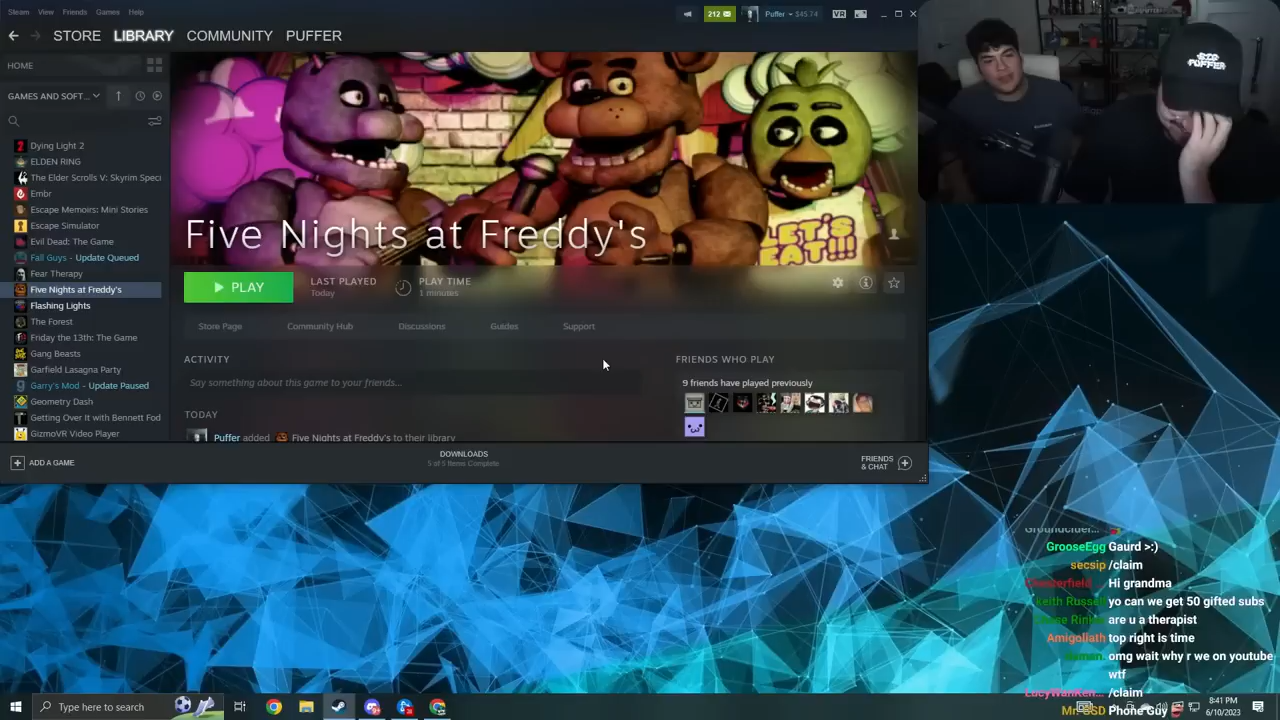 Steam View Friends Games Help
212
Puffer
$45.74
VR
STORE LIBRARY COMMUNITY PUFFER
HOME
GAMES AND SOFT...
Dying Light 2
ELDEN RING
The Elder Scrolls V: Skyrim Speci
Embr
Escape Memoirs: Mini Stories
Escape Simulator
Evil Dead: The Game
Fall Guys - Update Queued
Fear Therapy
Five Nights at Freddy's
Flashing Lights
The Forest
Friday the 13th: The Game
Gang Beasts
Garfield Lasagna Party
Garry's Mod - Update Paused
Geometry Dash
Getting Over It with Bennett Fod
GizmoVR Video Player
LET'S
EAT!!!
Five Nights at Freddy's
PLAY
LAST PLAYED
Today
PLAY TIME
1 minutes
Store Page Community Hub Discussions Guides Support
ACTIVITY
Say something about this game to your friends...
TODAY
Puffer added Five Nights at Freddy's to their library
FRIENDS WHO PLAY
9 friends have played previously
ADD A GAME
DOWNLOADS
5 of 5 Items Complete
FRIENDS
& CHAT
PUFFER
GrooseEgg Gaurd >:)
secsip /claim
Hi grandma
Keith Russell yo can we get 50 gifted subs
are u a therapist
Amigoliath top right is time
omg wait why r we on youtube
wtf
LucyWanKen... /claim
Phone Guy
Type here to search
8:41 PM
6/10/2023